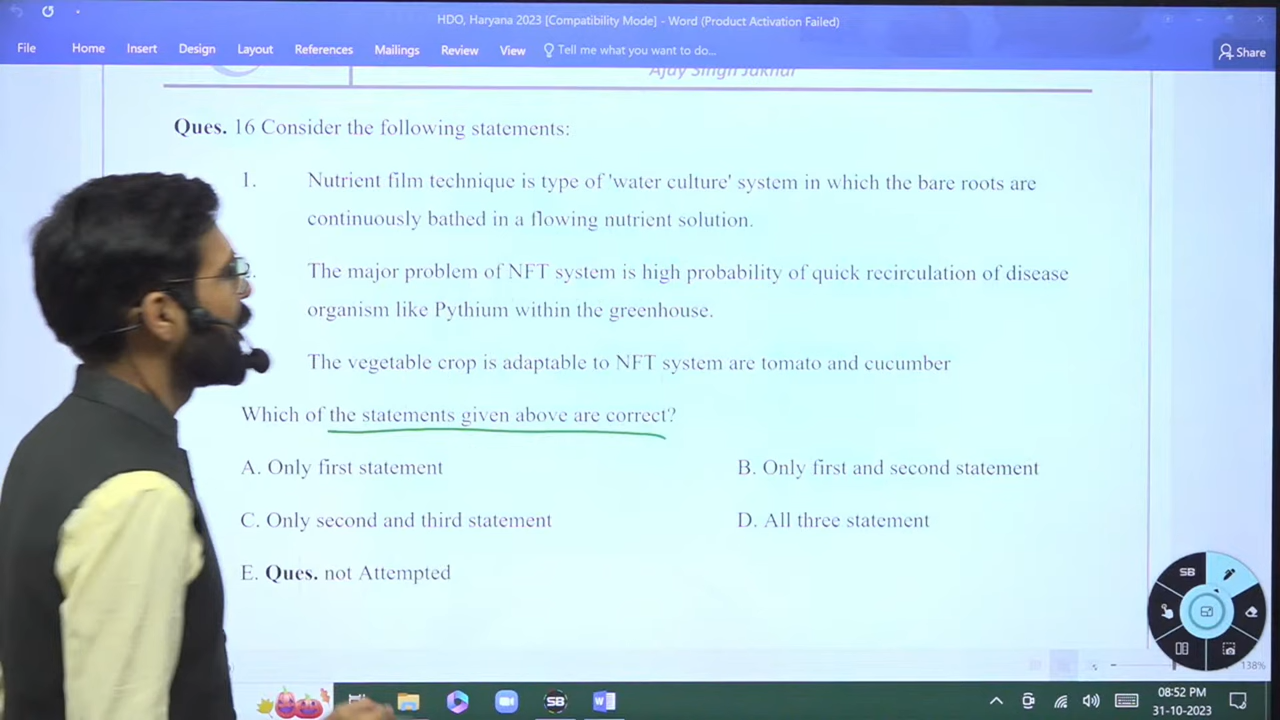 HDO, Haryana 2023 [Compatibility Mode] - Word (Product Activation Failed)
File Home Insert Design Layout References Mailings Review View Tell me what you want to do... Share
Ajay Singh Jakhar
Ques. 16 Consider the following statements:
1. Nutrient film technique is type of 'water culture' system in which the bare roots are
continuously bathed in a flowing nutrient solution.
The major problem of NFT system is high probability of quick recirculation of disease
organism like Pythium within the greenhouse.
The vegetable crop is adaptable to NFT system are tomato and cucumber
Which of the statements given above are correct?
A. Only first statement B. Only first and second statement
C. Only second and third statement D. All three statement
E. Ques. not Attempted
SB
138%
SB
08:52 PM
31-10-2023